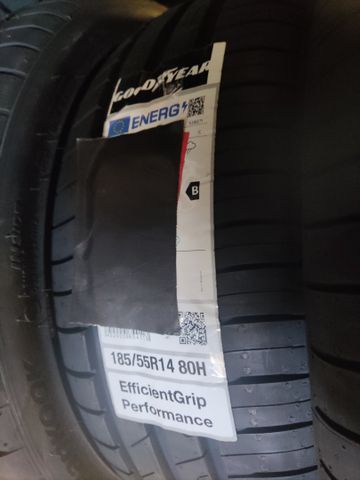 GOODYEAR
ENERG
B
185/55R14 80H
EfficientGrip
Performance